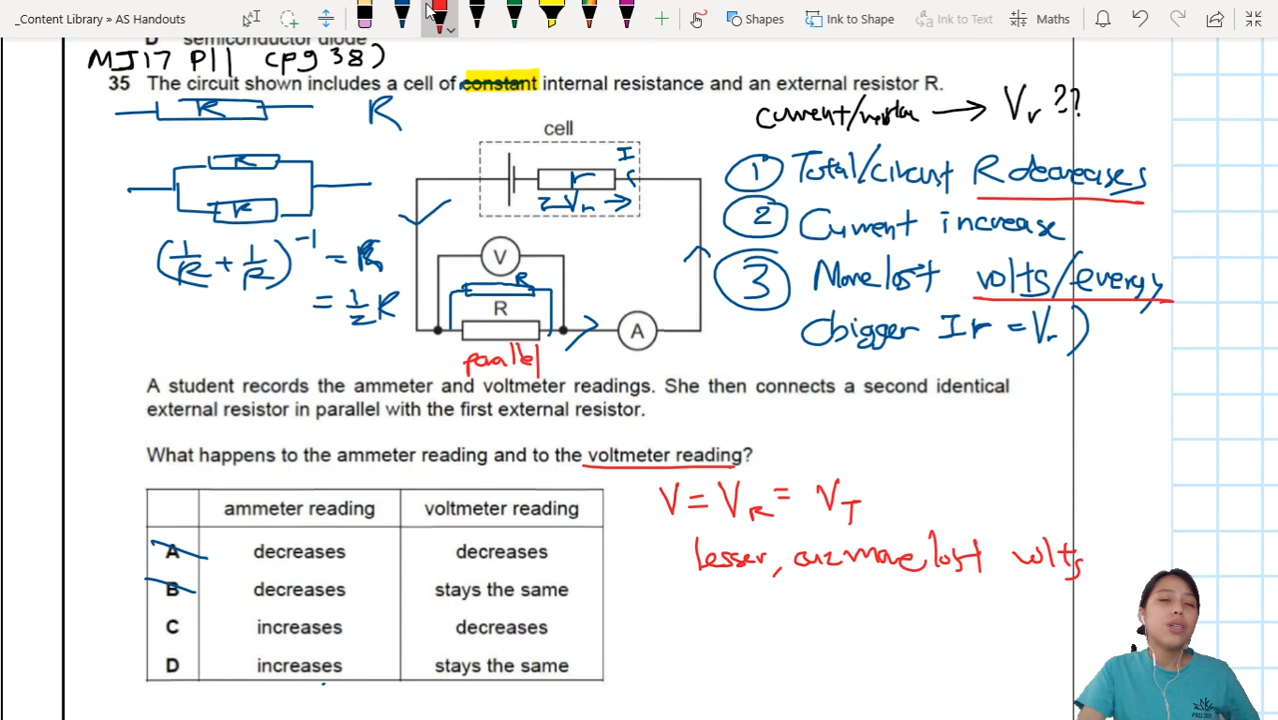 _Content Library » AS Handouts
Shapes
Ink to Shape
Ink to Text
Maths
D semiconductor diode
MJ17 P11 (pg 38)
35 The circuit shown includes a cell of constant internal resistance and an external resistor R.
R R
current/resistor → Vr ??
cell
I
r
Vr
① Total/circuit R decreases
② Current increase
③ More lost volts/energy
(bigger Ir = Vr)
R
R
(1/R + 1/R)⁻¹ = R
= 1/2 R
V
R
R
A
parallel
A student records the ammeter and voltmeter readings. She then connects a second identical
external resistor in parallel with the first external resistor.
What happens to the ammeter reading and to the voltmeter reading?
V = VR = VT
lesser, cuz more lost volts
ammeter reading voltmeter reading
A decreases decreases
B decreases stays the same
C increases decreases
D increases stays the same